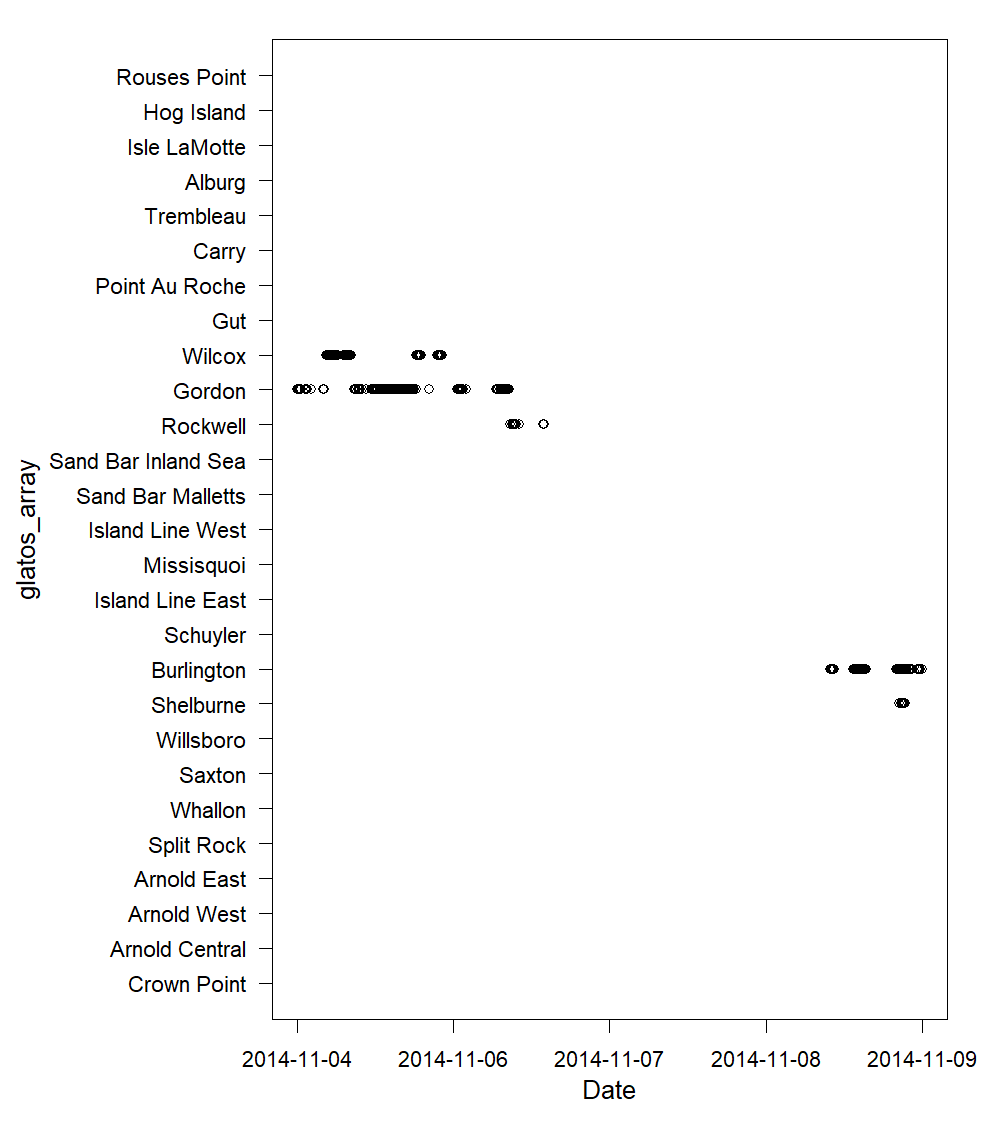 Rouses Point
Hog Island
Isle LaMotte
Alburg
Trembleau
Carry
Point Au Roche
Gut
Wilcox
Gordon
Rockwell
Sand Bar Inland Sea
Sand Bar Malletts
Island Line West
Missisquoi
Island Line East
Schuyler
Burlington
Shelburne
Willsboro
Saxton
Whallon
Split Rock
Arnold East
Arnold West
Arnold Central
Crown Point
glatos_array
2014-11-04 2014-11-06 2014-11-07 2014-11-08 2014-11-09
Date